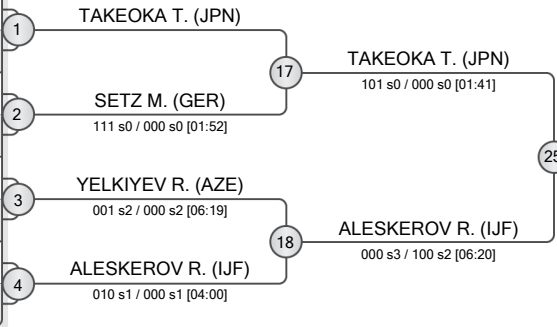 1
TAKEOKA T. (JPN)
17
TAKEOKA T. (JPN)
101 s0 / 000 s0 [01:41]
2
SETZ M. (GER)
111 s0 / 000 s0 [01:52]
25
3
YELKIYEV R. (AZE)
001 s2 / 000 s2 [06:19]
18
ALESKEROV R. (IJF)
000 s3 / 100 s2 [06:20]
4
ALESKEROV R. (IJF)
010 s1 / 000 s1 [04:00]